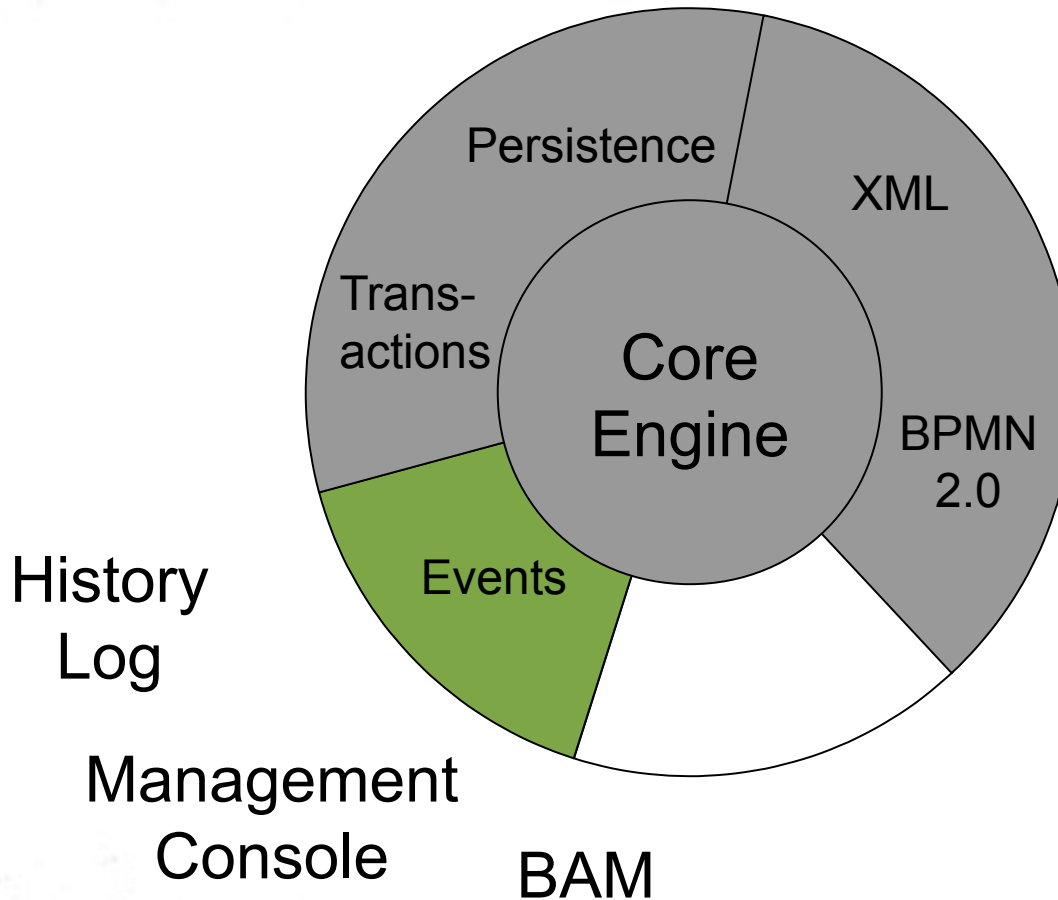 Persistence
XML
Trans-
actions
Core
Engine
BPMN
2.0
Events
History
Log
Management
Console
BAM